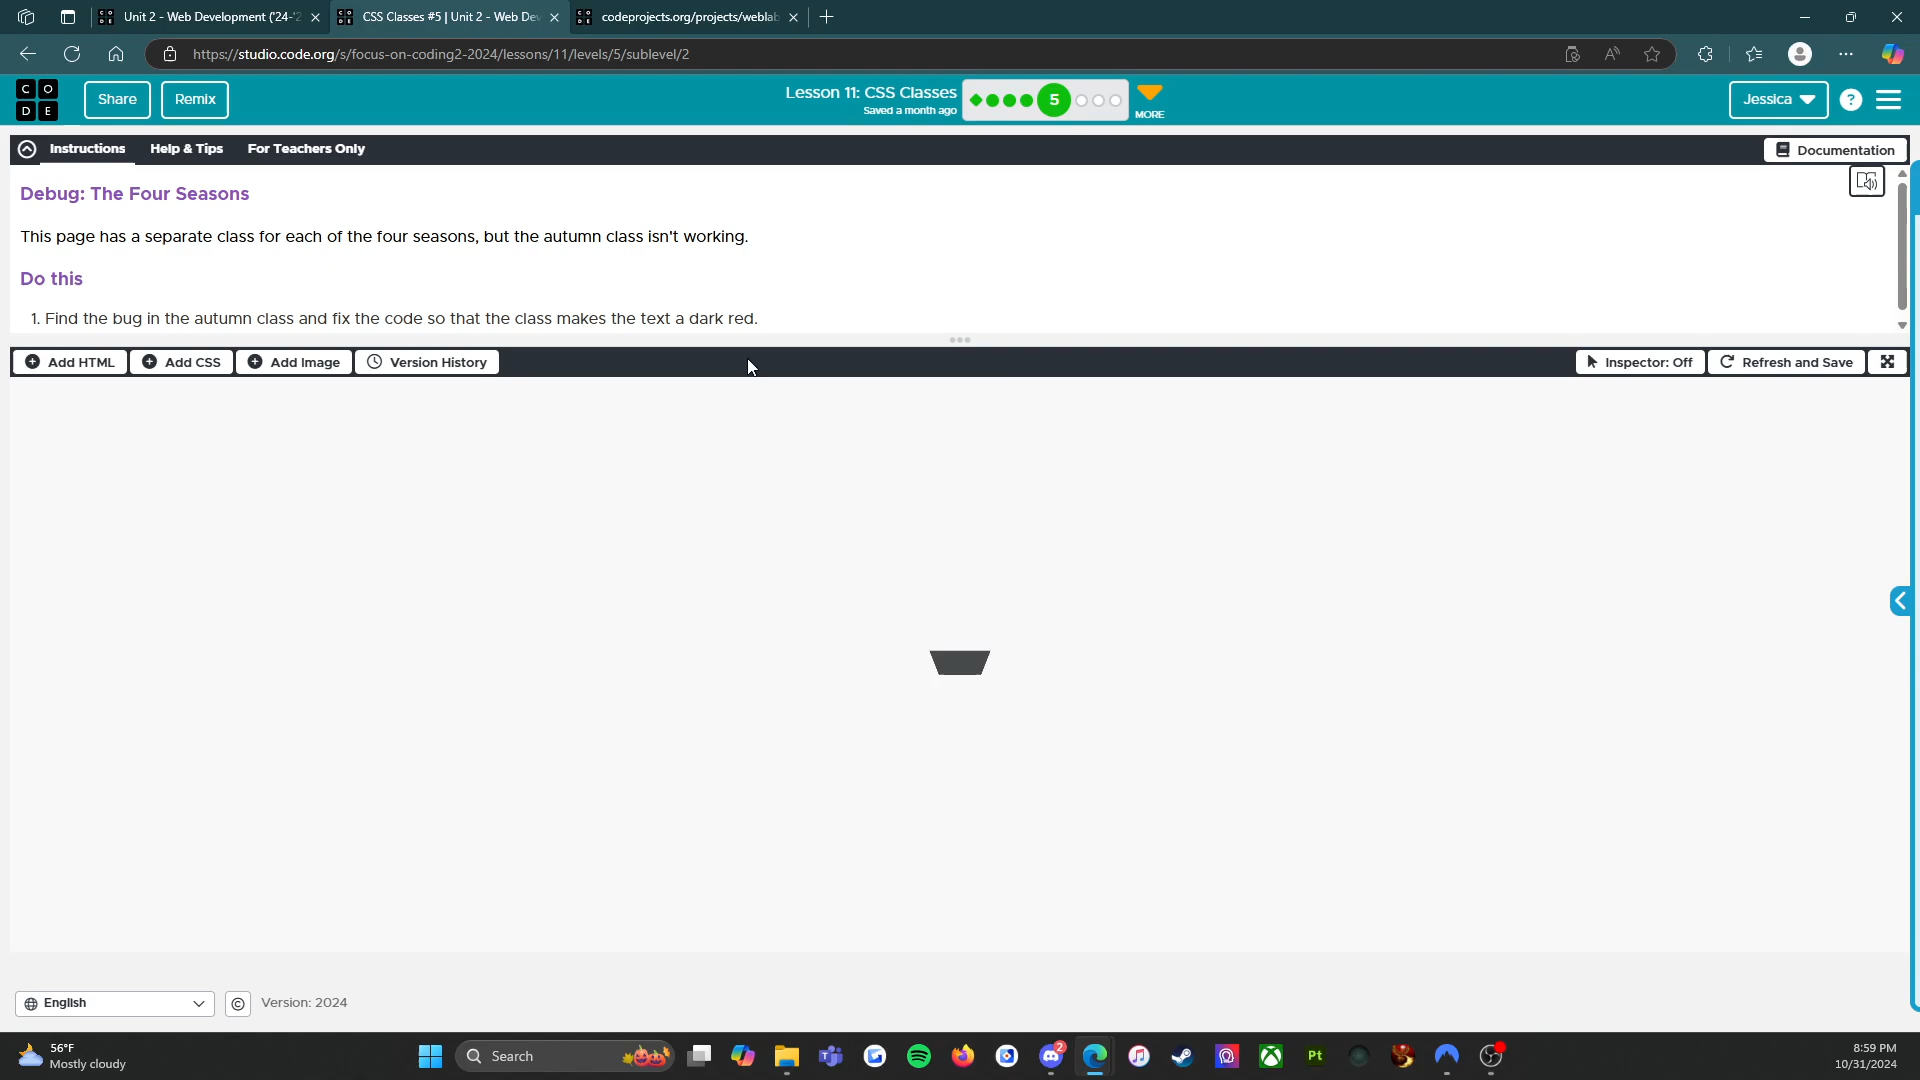 Unit 2 - Web Development ('24-'2
CSS Classes #5 | Unit 2 - Web Dev
codeprojects.org/projects/weblab
https://studio.code.org/s/focus-on-coding2-2024/lessons/11/levels/5/sublevel/2
C O D E
Share
Remix
Lesson 11: CSS Classes
Saved a month ago
5
MORE
Jessica
?
Instructions
Help & Tips
For Teachers Only
Documentation
Debug: The Four Seasons
This page has a separate class for each of the four seasons, but the autumn class isn't working.
Do this
1. Find the bug in the autumn class and fix the code so that the class makes the text a dark red.
Add HTML
Add CSS
Add Image
Version History
Inspector: Off
Refresh and Save
English
©
Version: 2024
56°F
Mostly cloudy
Search
2
Pt
8:59 PM
10/31/2024